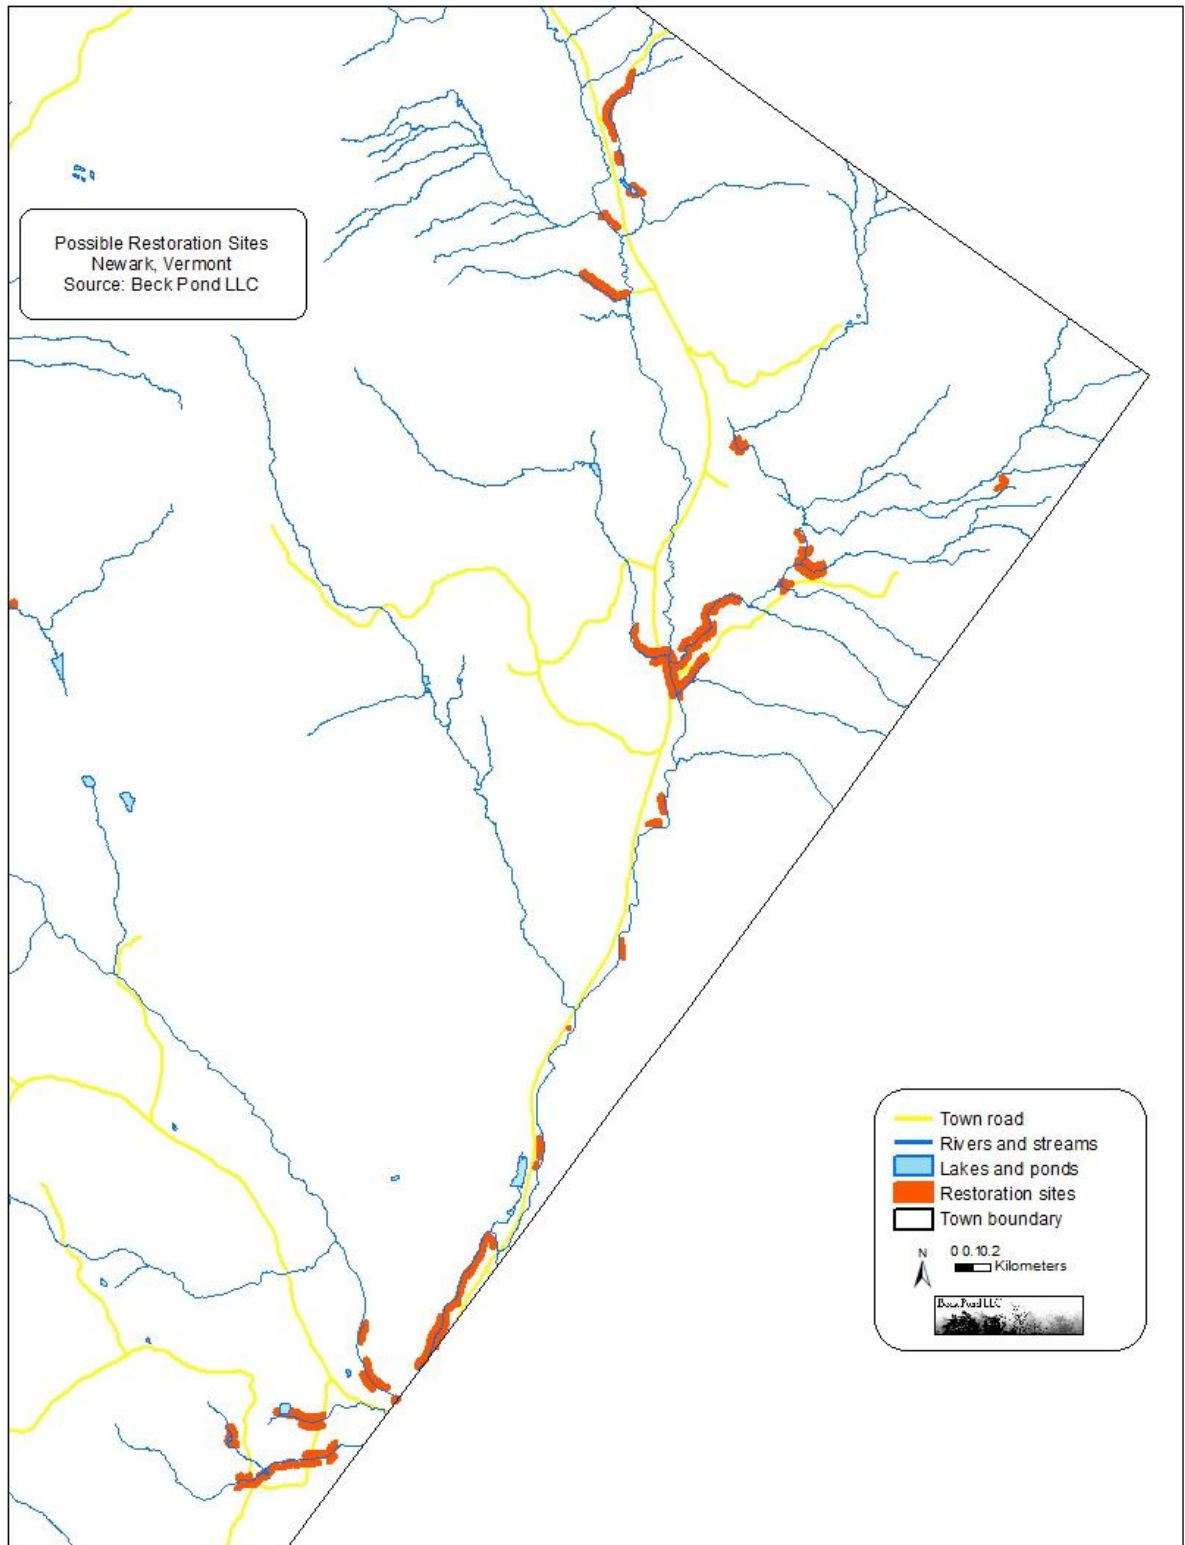 Possible Restoration Sites
Newark, Vermont
Source: Beck Pond LLC
Town road
Rivers and streams
Lakes and ponds
Restoration sites
Town boundary
N
0 0.10.2
Kilometers
Beck Pond LLC